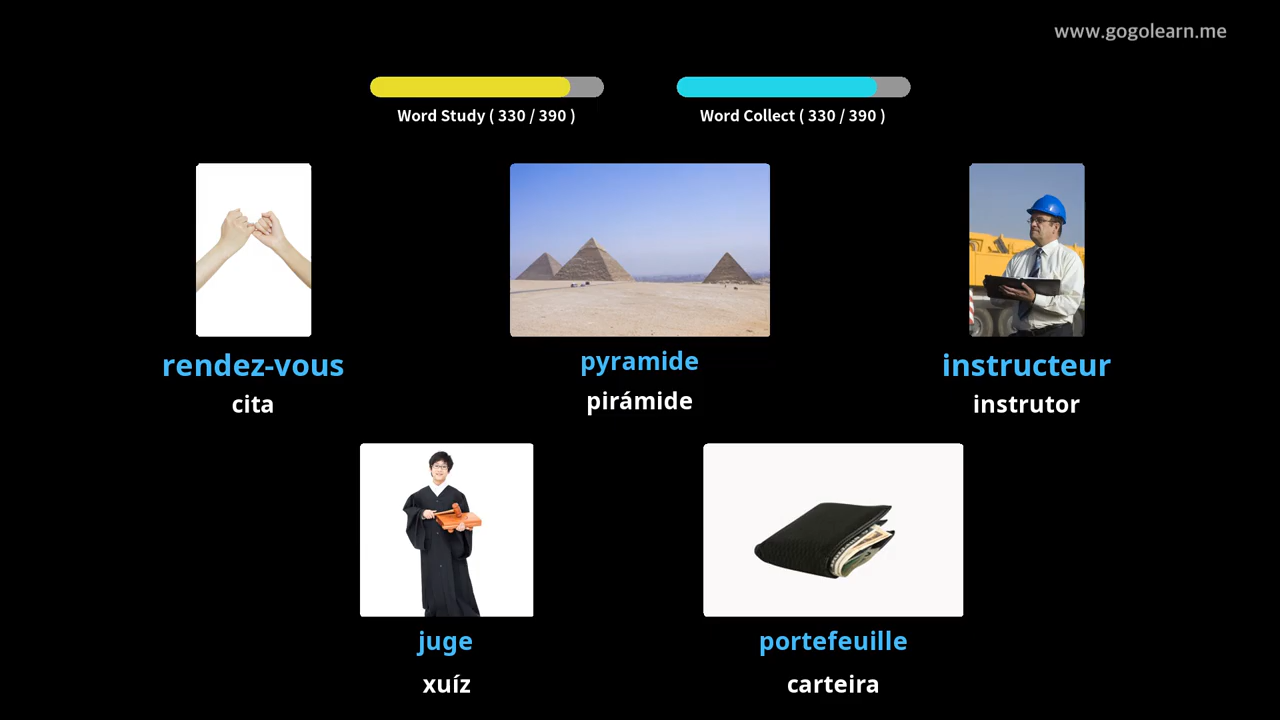 www.gogolearn.me
Word Study ( 330 / 390 )
Word Collect ( 330 / 390 )
rendez-vous
cita
pyramide
pirámide
instructeur
instrutor
juge
xuíz
portefeuille
carteira